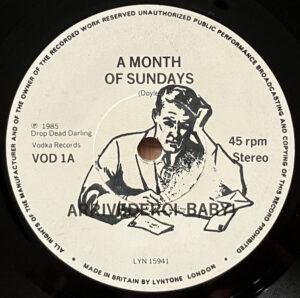 ALL RIGHTS OF THE MANUFACTURER AND OF THE OWNER OF THE RECORDED WORK RESERVED UNAUTHORIZED PUBLIC PERFORMANCE BROADCASTING AND COPYING OF THIS RECORD PROHIBITED
A MONTH
OF SUNDAYS
(Doyle)
℗ 1985
Drop Dead Darling
Vodka Records
VOD 1A
45 rpm
Stereo
ARRIVEDERCI, BABY!
LYN 15941
• MADE IN BRITAIN BY LYNTONE LONDON •